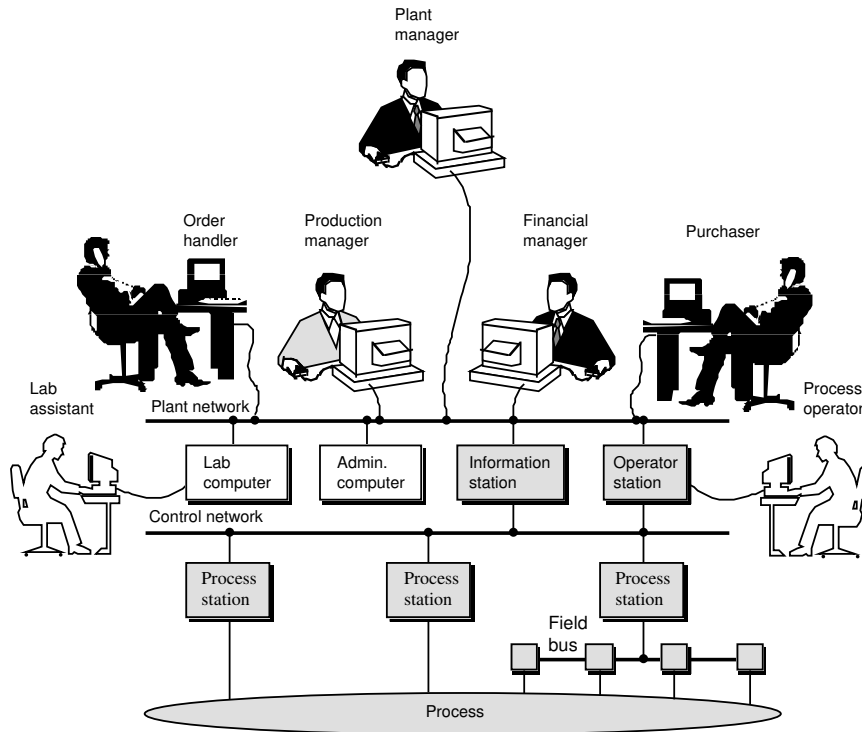 Plant
manager
Order
handler
Production
manager
Financial
manager
Purchaser
Lab
assistant
Plant network
Process
operator
Lab
computer
Admin.
computer
Information
station
Operator
station
Control network
Process
station
Process
station
Process
station
Field
bus
Process